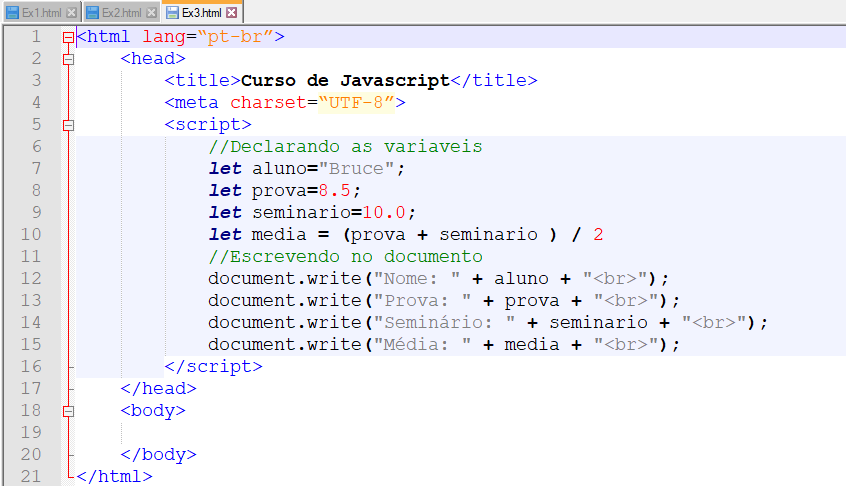 Ex1.html Ex2.html Ex3.html
1 <html lang=“pt-br”>
2 <head>
3 <title>Curso de Javascript</title>
4 <meta charset=“UTF-8”>
5 <script>
6 //Declarando as variaveis
7 let aluno="Bruce";
8 let prova=8.5;
9 let seminario=10.0;
10 let media = (prova + seminario ) / 2
11 //Escrevendo no documento
12 document.write("Nome: " + aluno + "<br>");
13 document.write("Prova: " + prova + "<br>");
14 document.write("Seminário: " + seminario + "<br>");
15 document.write("Média: " + media + "<br>");
16 </script>
17 </head>
18 <body>
19
20 </body>
21 </html>